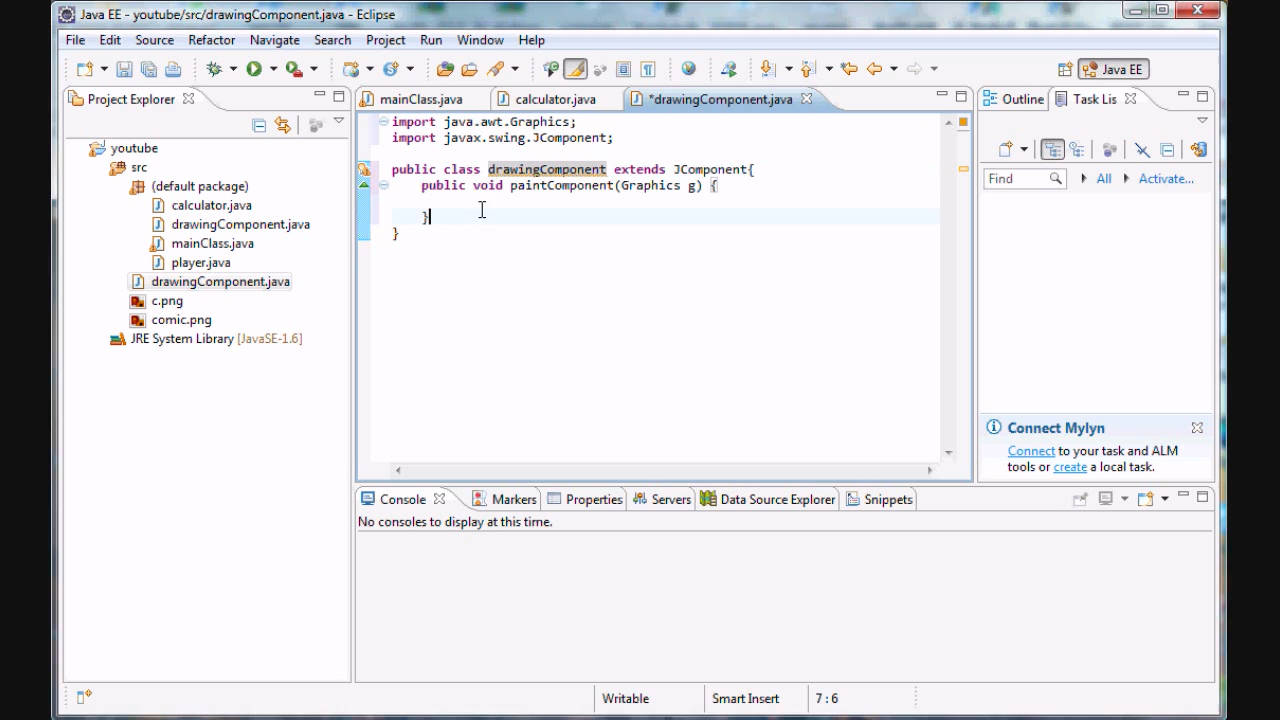 Java EE - youtube/src/drawingComponent.java - Eclipse
File Edit Source Refactor Navigate Search Project Run Window Help
Java EE
Project Explorer
youtube
src
(default package)
calculator.java
drawingComponent.java
mainClass.java
player.java
drawingComponent.java
c.png
comic.png
JRE System Library [JavaSE-1.6]
mainClass.java calculator.java *drawingComponent.java
import java.awt.Graphics;
import javax.swing.JComponent;
public class drawingComponent extends JComponent{
public void paintComponent(Graphics g) {
}
}
Outline Task Lis
Find All Activate...
Connect Mylyn
Connect to your task and ALM
tools or create a local task.
Console Markers Properties Servers Data Source Explorer Snippets
No consoles to display at this time.
Writable Smart Insert 7:6